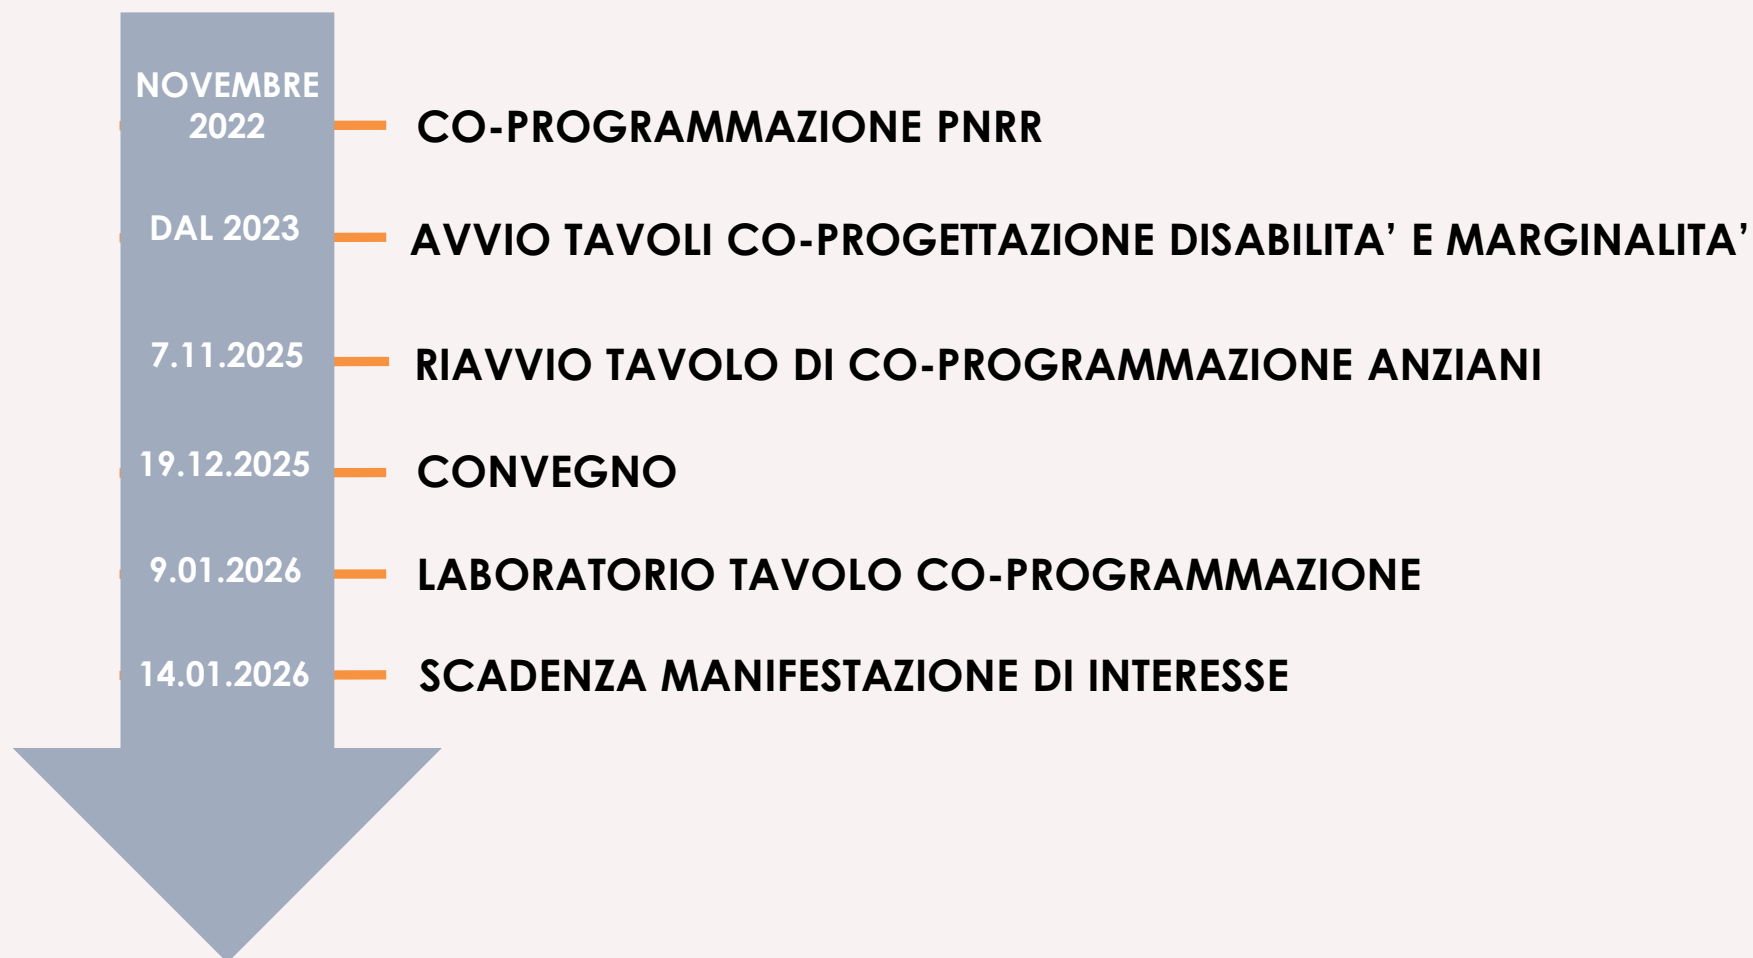 NOVEMBRE
2022
CO-PROGRAMMAZIONE PNRR
DAL 2023
AVVIO TAVOLI CO-PROGETTAZIONE DISABILITA’ E MARGINALITA’
7.11.2025
RIAVVIO TAVOLO DI CO-PROGRAMMAZIONE ANZIANI
19.12.2025
CONVEGNO
9.01.2026
LABORATORIO TAVOLO CO-PROGRAMMAZIONE
14.01.2026
SCADENZA MANIFESTAZIONE DI INTERESSE